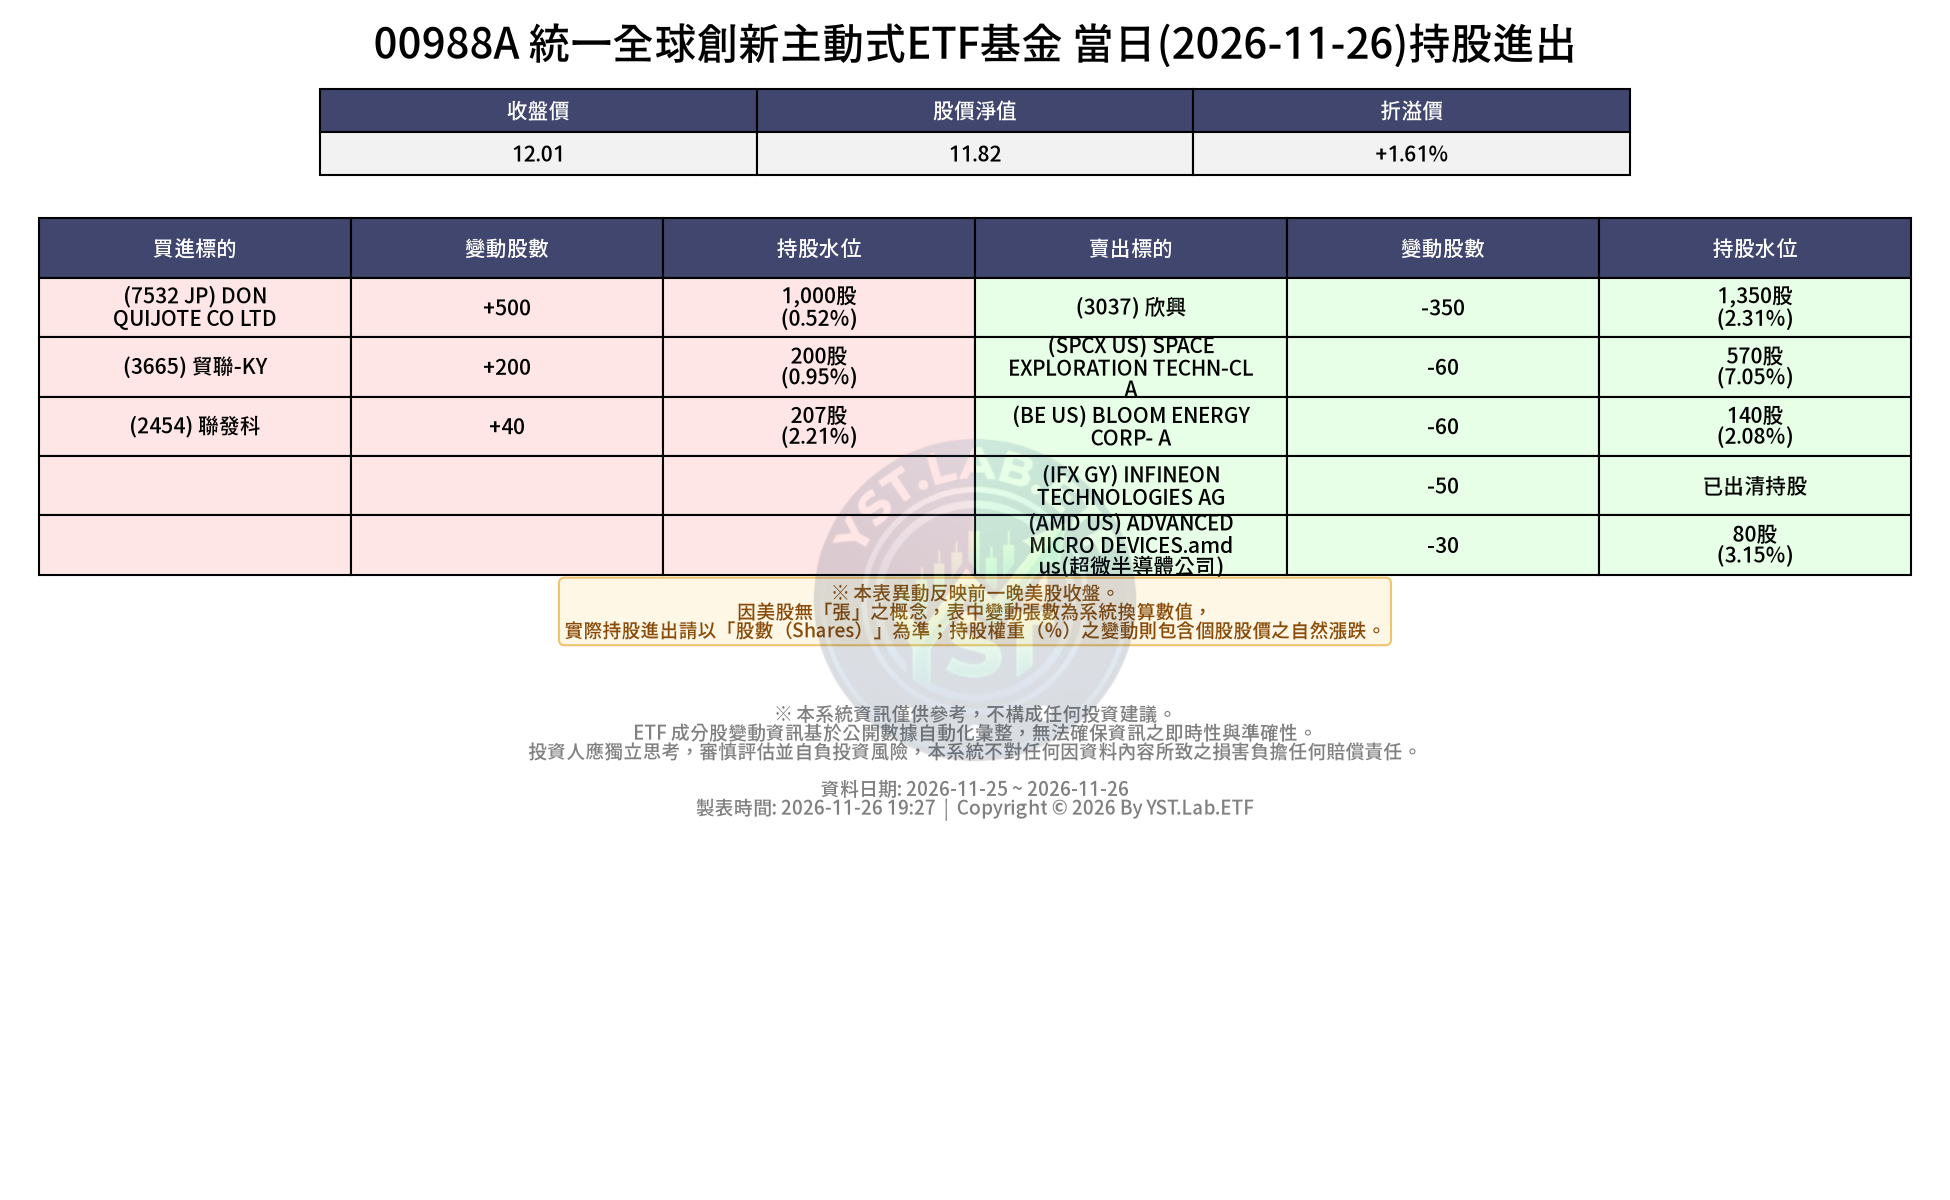 00988A 統一全球創新主動式ETF基金 當日(2026-11-26)持股進出
收盤價 股價淨值 折溢價
12.01 11.82 +1.61%
買進標的 變動股數 持股水位 賣出標的 變動股數 持股水位
(7532 JP) DON
QUIJOTE CO LTD
+500
1,000股
(0.52%)
(3037) 欣興
-350
1,350股
(2.31%)
(3665) 貿聯-KY
+200
200股
(0.95%)
(SPCX US) SPACE
EXPLORATION TECHN-CL
A
-60
570股
(7.05%)
(2454) 聯發科
+40
207股
(2.21%)
(BE US) BLOOM ENERGY
CORP- A
-60
140股
(2.08%)
(IFX GY) INFINEON
TECHNOLOGIES AG
-50
已出清持股
(AMD US) ADVANCED
MICRO DEVICES.amd
us(超微半導體公司)
-30
80股
(3.15%)
※ 本表異動反映前一晚美股收盤。
因美股無「張」之概念，表中變動張數為系統換算數值，
實際持股進出請以「股數（Shares）」為準；持股權重（%）之變動則包含個股股價之自然漲跌。
YST.LAB
YST
※ 本系統資訊僅供參考，不構成任何投資建議。
ETF 成分股變動資訊基於公開數據自動化彙整，無法確保資訊之即時性與準確性。
投資人應獨立思考，審慎評估並自負投資風險，本系統不對任何因資料內容所致之損害負擔任何賠償責任。
資料日期: 2026-11-25 ~ 2026-11-26
製表時間: 2026-11-26 19:27 | Copyright © 2026 By YST.Lab.ETF